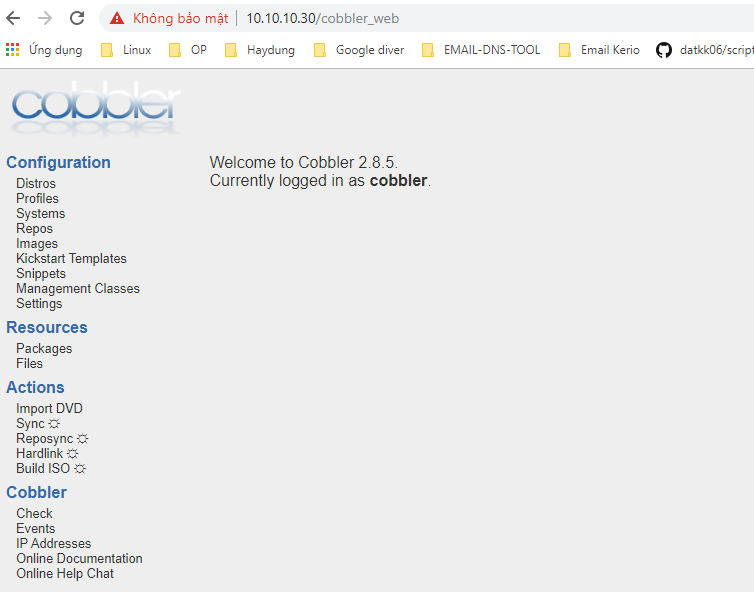 Không bảo mật 10.10.10.30/cobbler_web
Ứng dụng Linux OP Haydung Google diver EMAIL-DNS-TOOL Email Kerio datkk06/script
cobbler
Configuration
Distros
Profiles
Systems
Repos
Images
Kickstart Templates
Snippets
Management Classes
Settings
Resources
Packages
Files
Actions
Import DVD
Sync
Reposync
Hardlink
Build ISO
Cobbler
Check
Events
IP Addresses
Online Documentation
Online Help Chat
Welcome to Cobbler 2.8.5.
Currently logged in as cobbler.